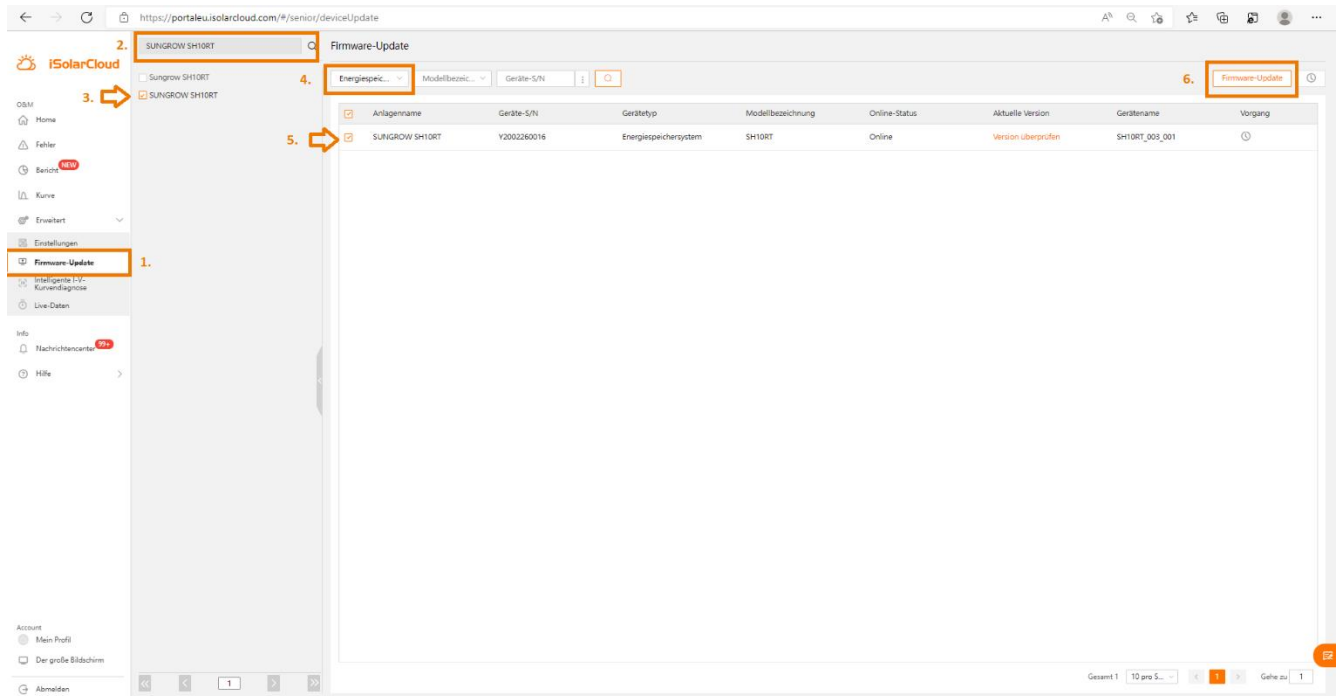 https://portaleu.isolarcloud.com/#/senior/deviceUpdate
iSolarCloud
O&M
Home
Fehler
Bericht NEW
Kurve
Erweitert
Einstellungen
Firmware-Update
1.
Intelligente I-V-
Kurvendiagnose
Live-Daten
Info
Nachrichtencenter 99+
Hilfe
Account
Mein Profil
Der große Bildschirm
Abmelden
2.
SUNGROW SH10RT
Sungrow SH10RT
3.
SUNGROW SH10RT
1
Firmware-Update
4.
Energiespeic...
Modellbezeic...
Geräte-S/N
6.
Firmware-Update
Anlagenname Geräte-S/N Gerätetyp Modellbezeichnung Online-Status Aktuelle Version Gerätename Vorgang
5.
SUNGROW SH10RT Y2002260016 Energiespeichersystem SH10RT Online Version überprüfen SH10RT_003_001
Gesamt 1 10 pro S... 1 Gehe zu 1